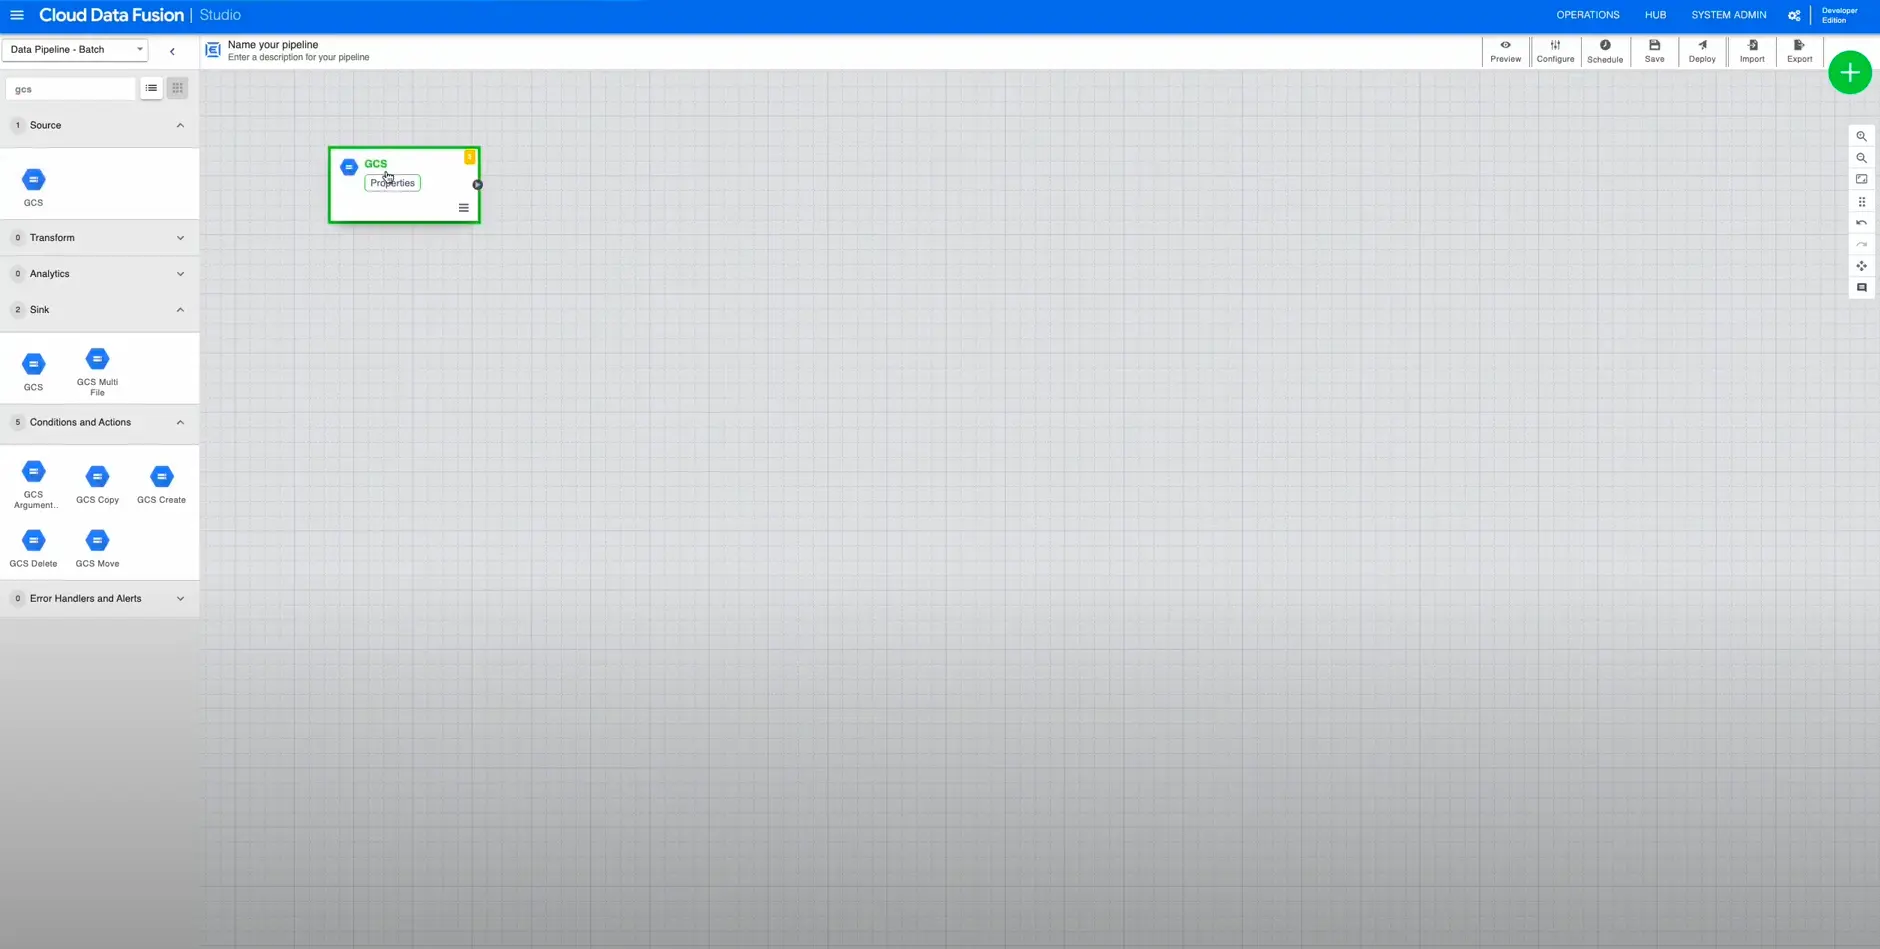 Cloud Data Fusion | Studio
OPERATIONS
HUB
SYSTEM ADMIN
Developer
Edition
Data Pipeline - Batch
Name your pipeline
Enter a description for your pipeline
Preview
Configure
Schedule
Save
Deploy
Import
Export
gcs
1 Source
GCS
0 Transform
0 Analytics
2 Sink
GCS
GCS Multi
File
5 Conditions and Actions
GCS
Argument..
GCS Copy
GCS Create
GCS Delete
GCS Move
0 Error Handlers and Alerts
GCS
Properties